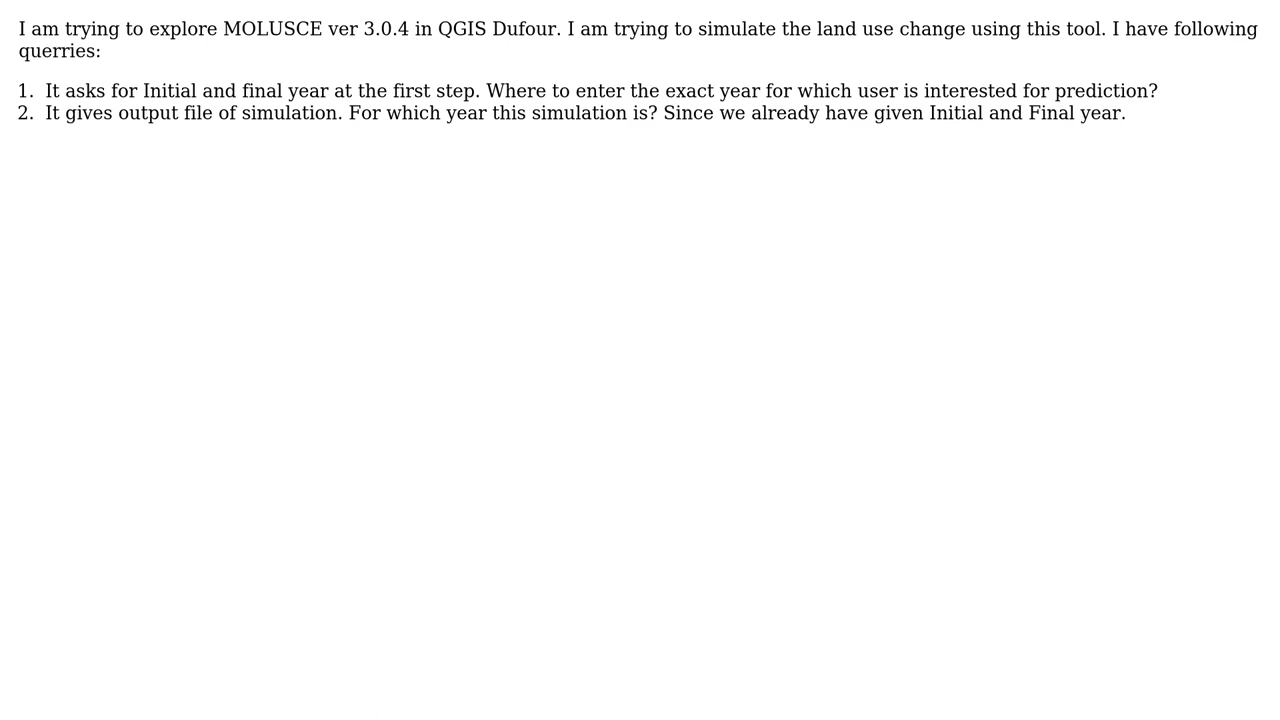 I am trying to explore MOLUSCE ver 3.0.4 in QGIS Dufour. I am trying to simulate the land use change using this tool. I have following
querries:
1. It asks for Initial and final year at the first step. Where to enter the exact year for which user is interested for prediction?
2. It gives output file of simulation. For which year this simulation is? Since we already have given Initial and Final year.